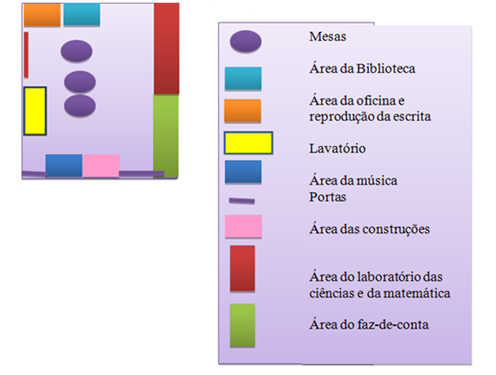 Mesas
Área da Biblioteca
Área da oficina e
reprodução da escrita
Lavatório
Área da música
Portas
Área das construções
Área do laboratório das
ciências e da matemática
Área do faz-de-conta